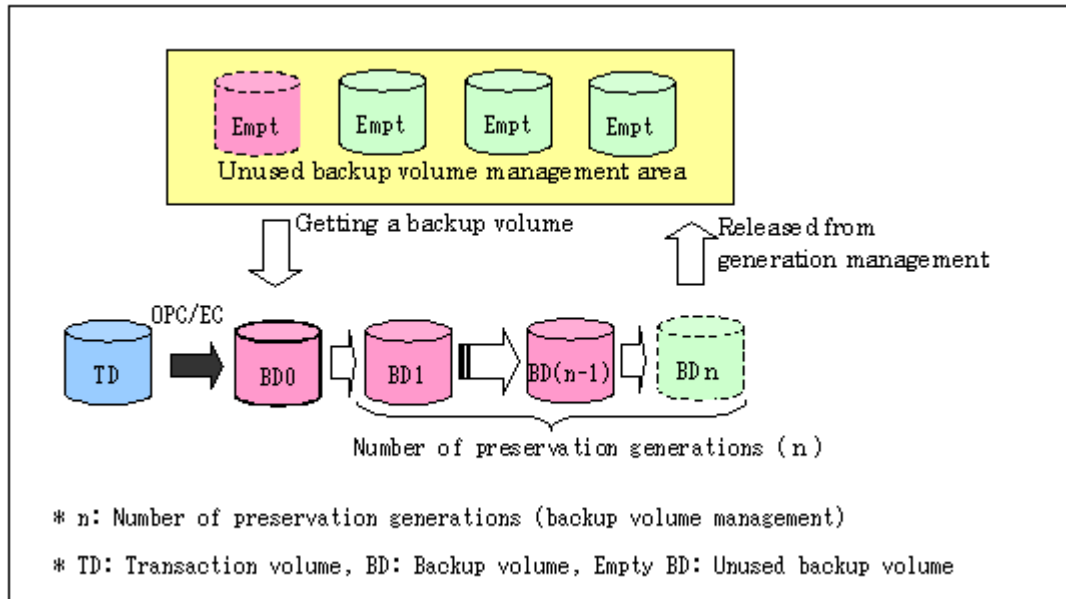 Empt Empt Empt Empt
Unused backup volume management area
Getting a backup volume
Released from
generation management
OPC/EC
TD BD0 BD1 BD(n-1) BDn
Number of preservation generations (n)
* n: Number of preservation generations (backup volume management)
* TD: Transaction volume, BD: Backup volume, Empty BD: Unused backup volume